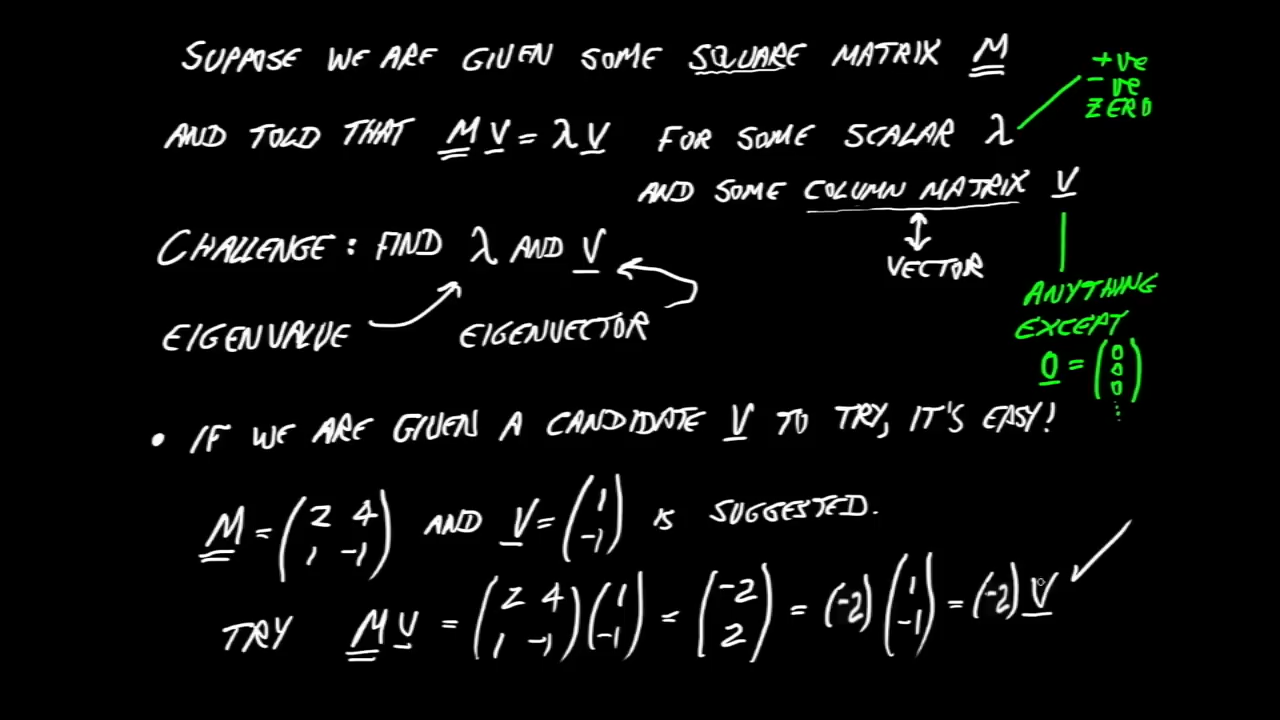 SUPPOSE WE ARE GIVEN SOME SQUARE MATRIX M
+ve
-ve
ZERO
AND TOLD THAT M V = λ V FOR SOME SCALAR λ
AND SOME COLUMN MATRIX V
VECTOR
CHALLENGE: FIND λ AND V
EIGENVALUE EIGENVECTOR
ANYTHING
EXCEPT
0 = (0 0 0 ⋮)
• IF WE ARE GIVEN A CANDIDATE V TO TRY, IT'S EASY!
M = (2 4; 1 -1) AND V = (1; -1) IS SUGGESTED.
TRY M V = (2 4; 1 -1)(1; -1) = (-2; 2) = (-2)(1; -1) = (-2) V ✓